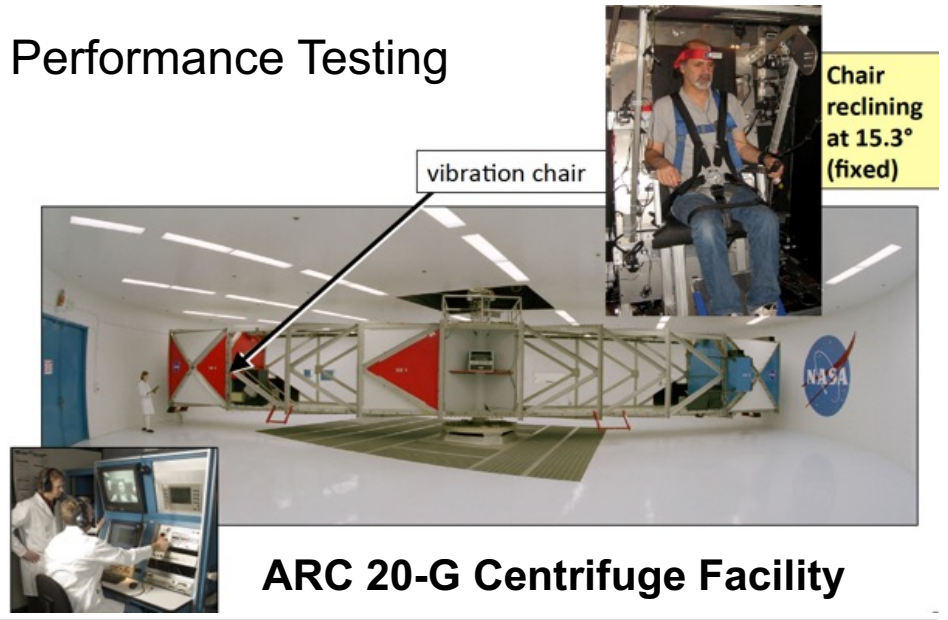 Performance Testing
Chair
reclining
at 15.3°
(fixed)
vibration chair
NASA
ARC 20-G Centrifuge Facility